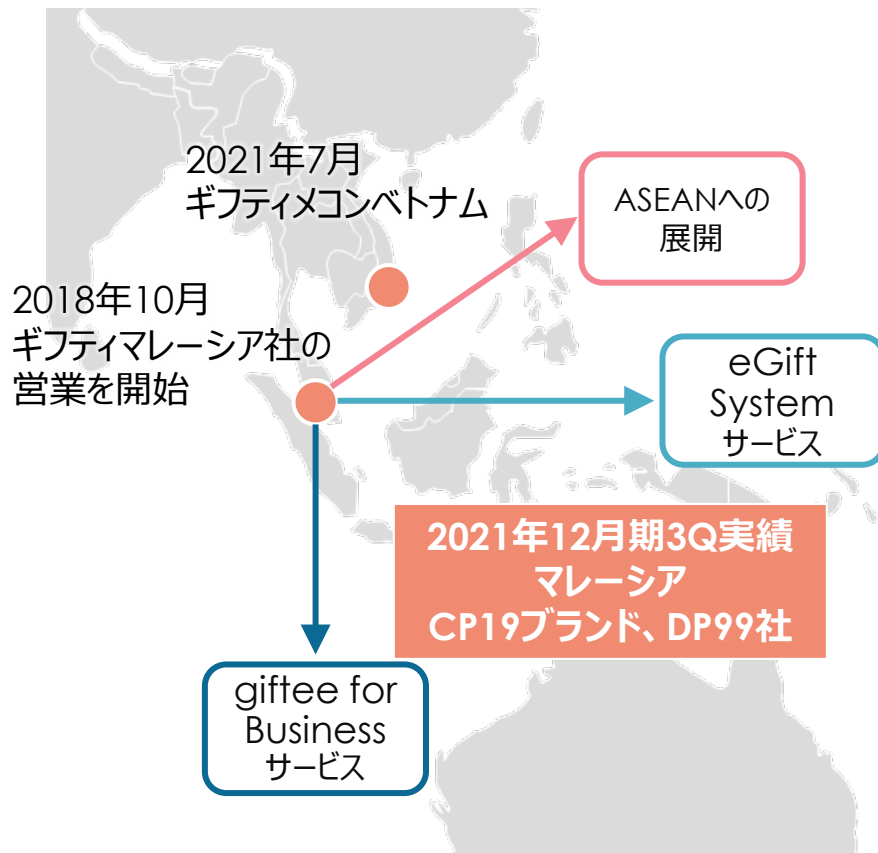 2021年7月
ギフティメコンベトナム
ASEANへの
展開
2018年10月
ギフティマレーシア社の
営業を開始
eGift
System
サービス
2021年12月期3Q実績
マレーシア
CP19ブランド、DP99社
giftee for
Business
サービス